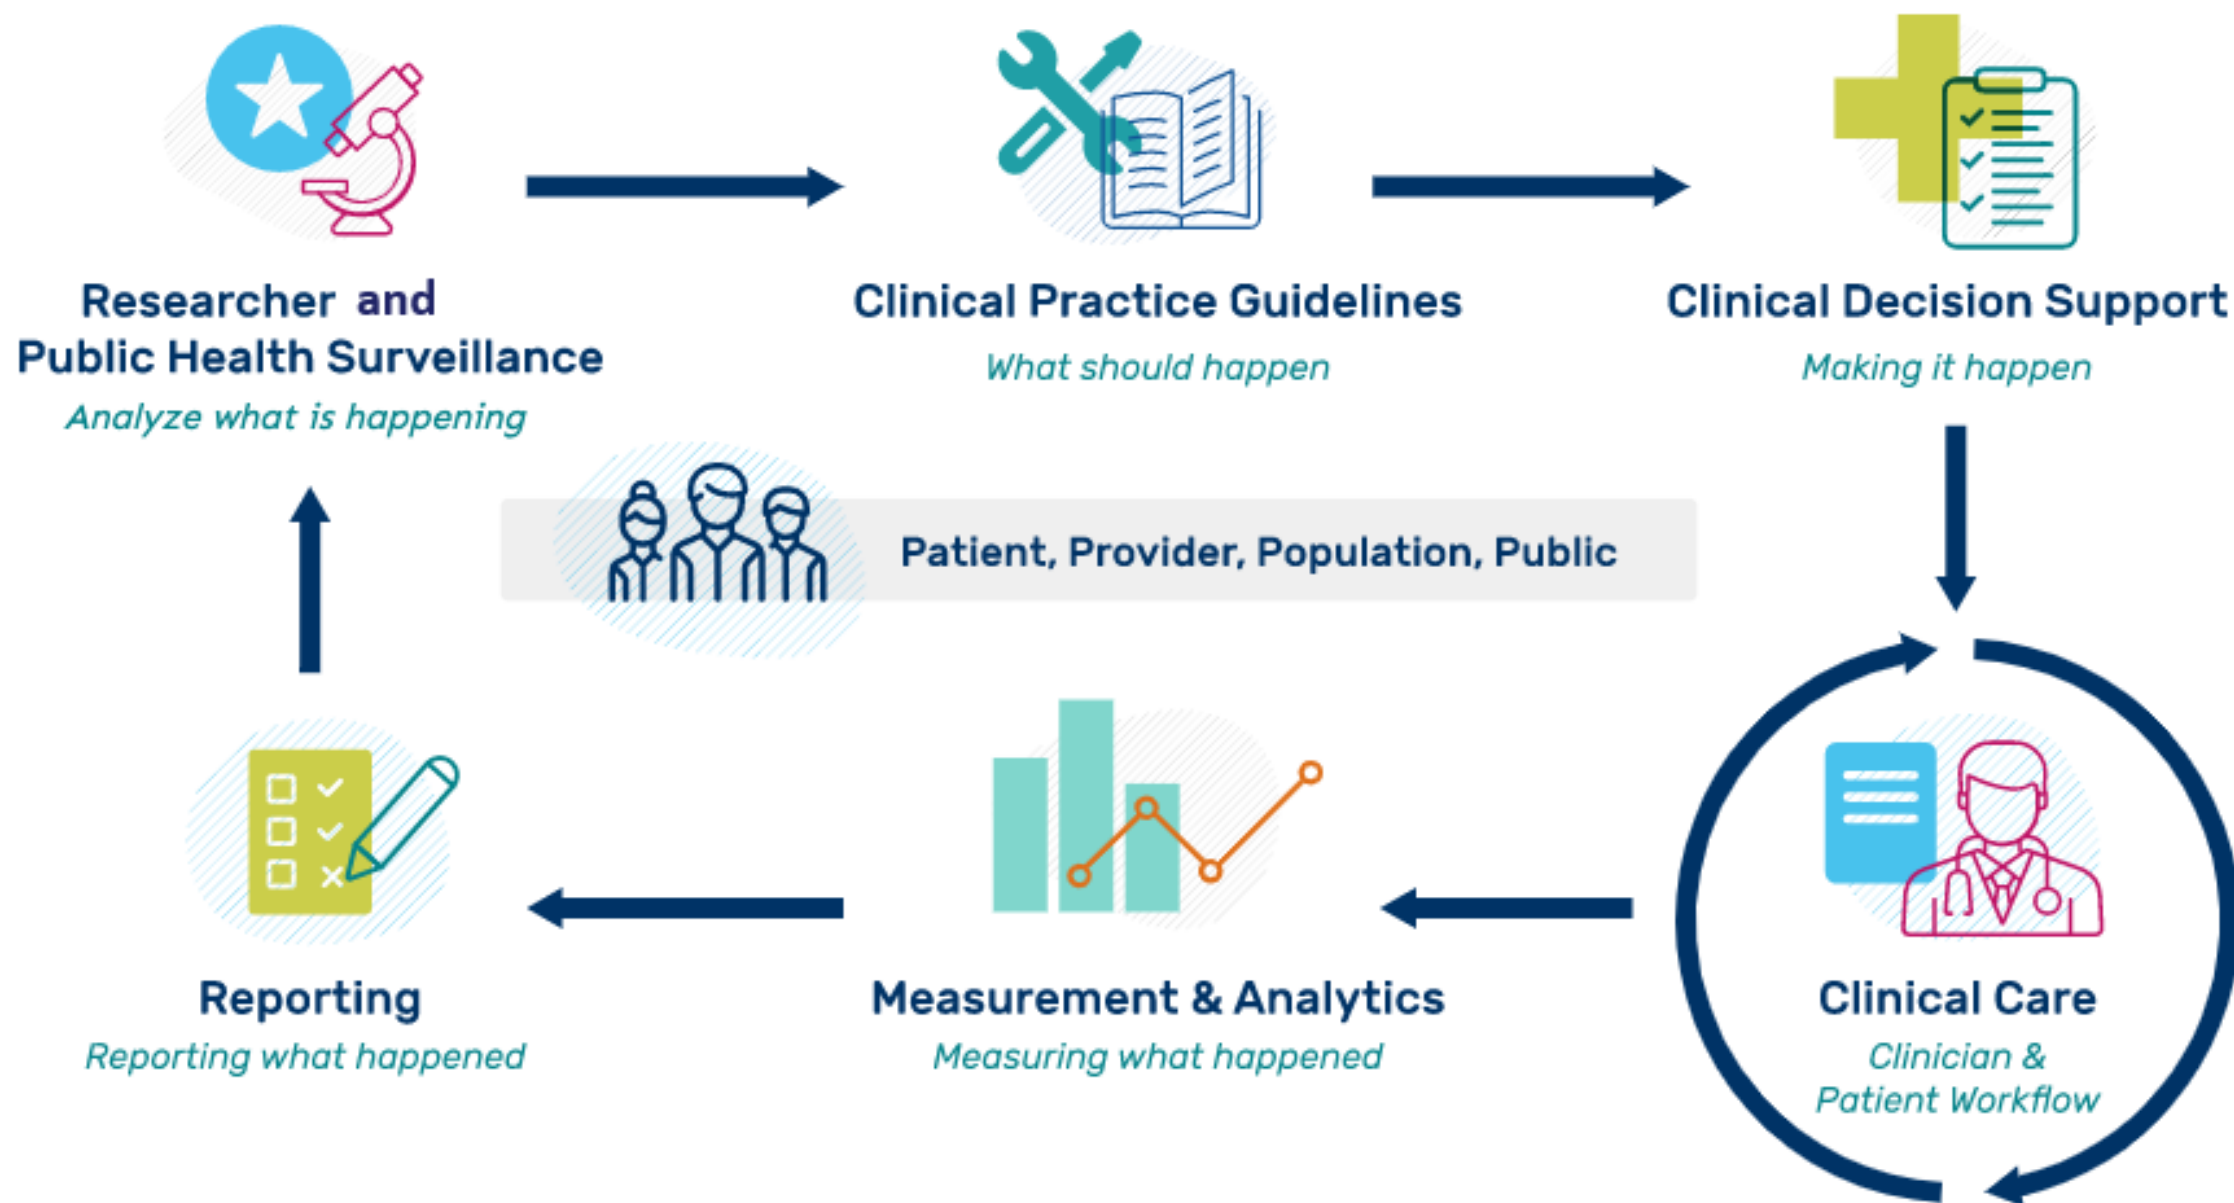 Researcher and
Public Health Surveillance
Analyze what is happening
Clinical Practice Guidelines
What should happen
Clinical Decision Support
Making it happen
Patient, Provider, Population, Public
Reporting
Reporting what happened
Measurement & Analytics
Measuring what happened
Clinical Care
Clinician &
Patient Workflow